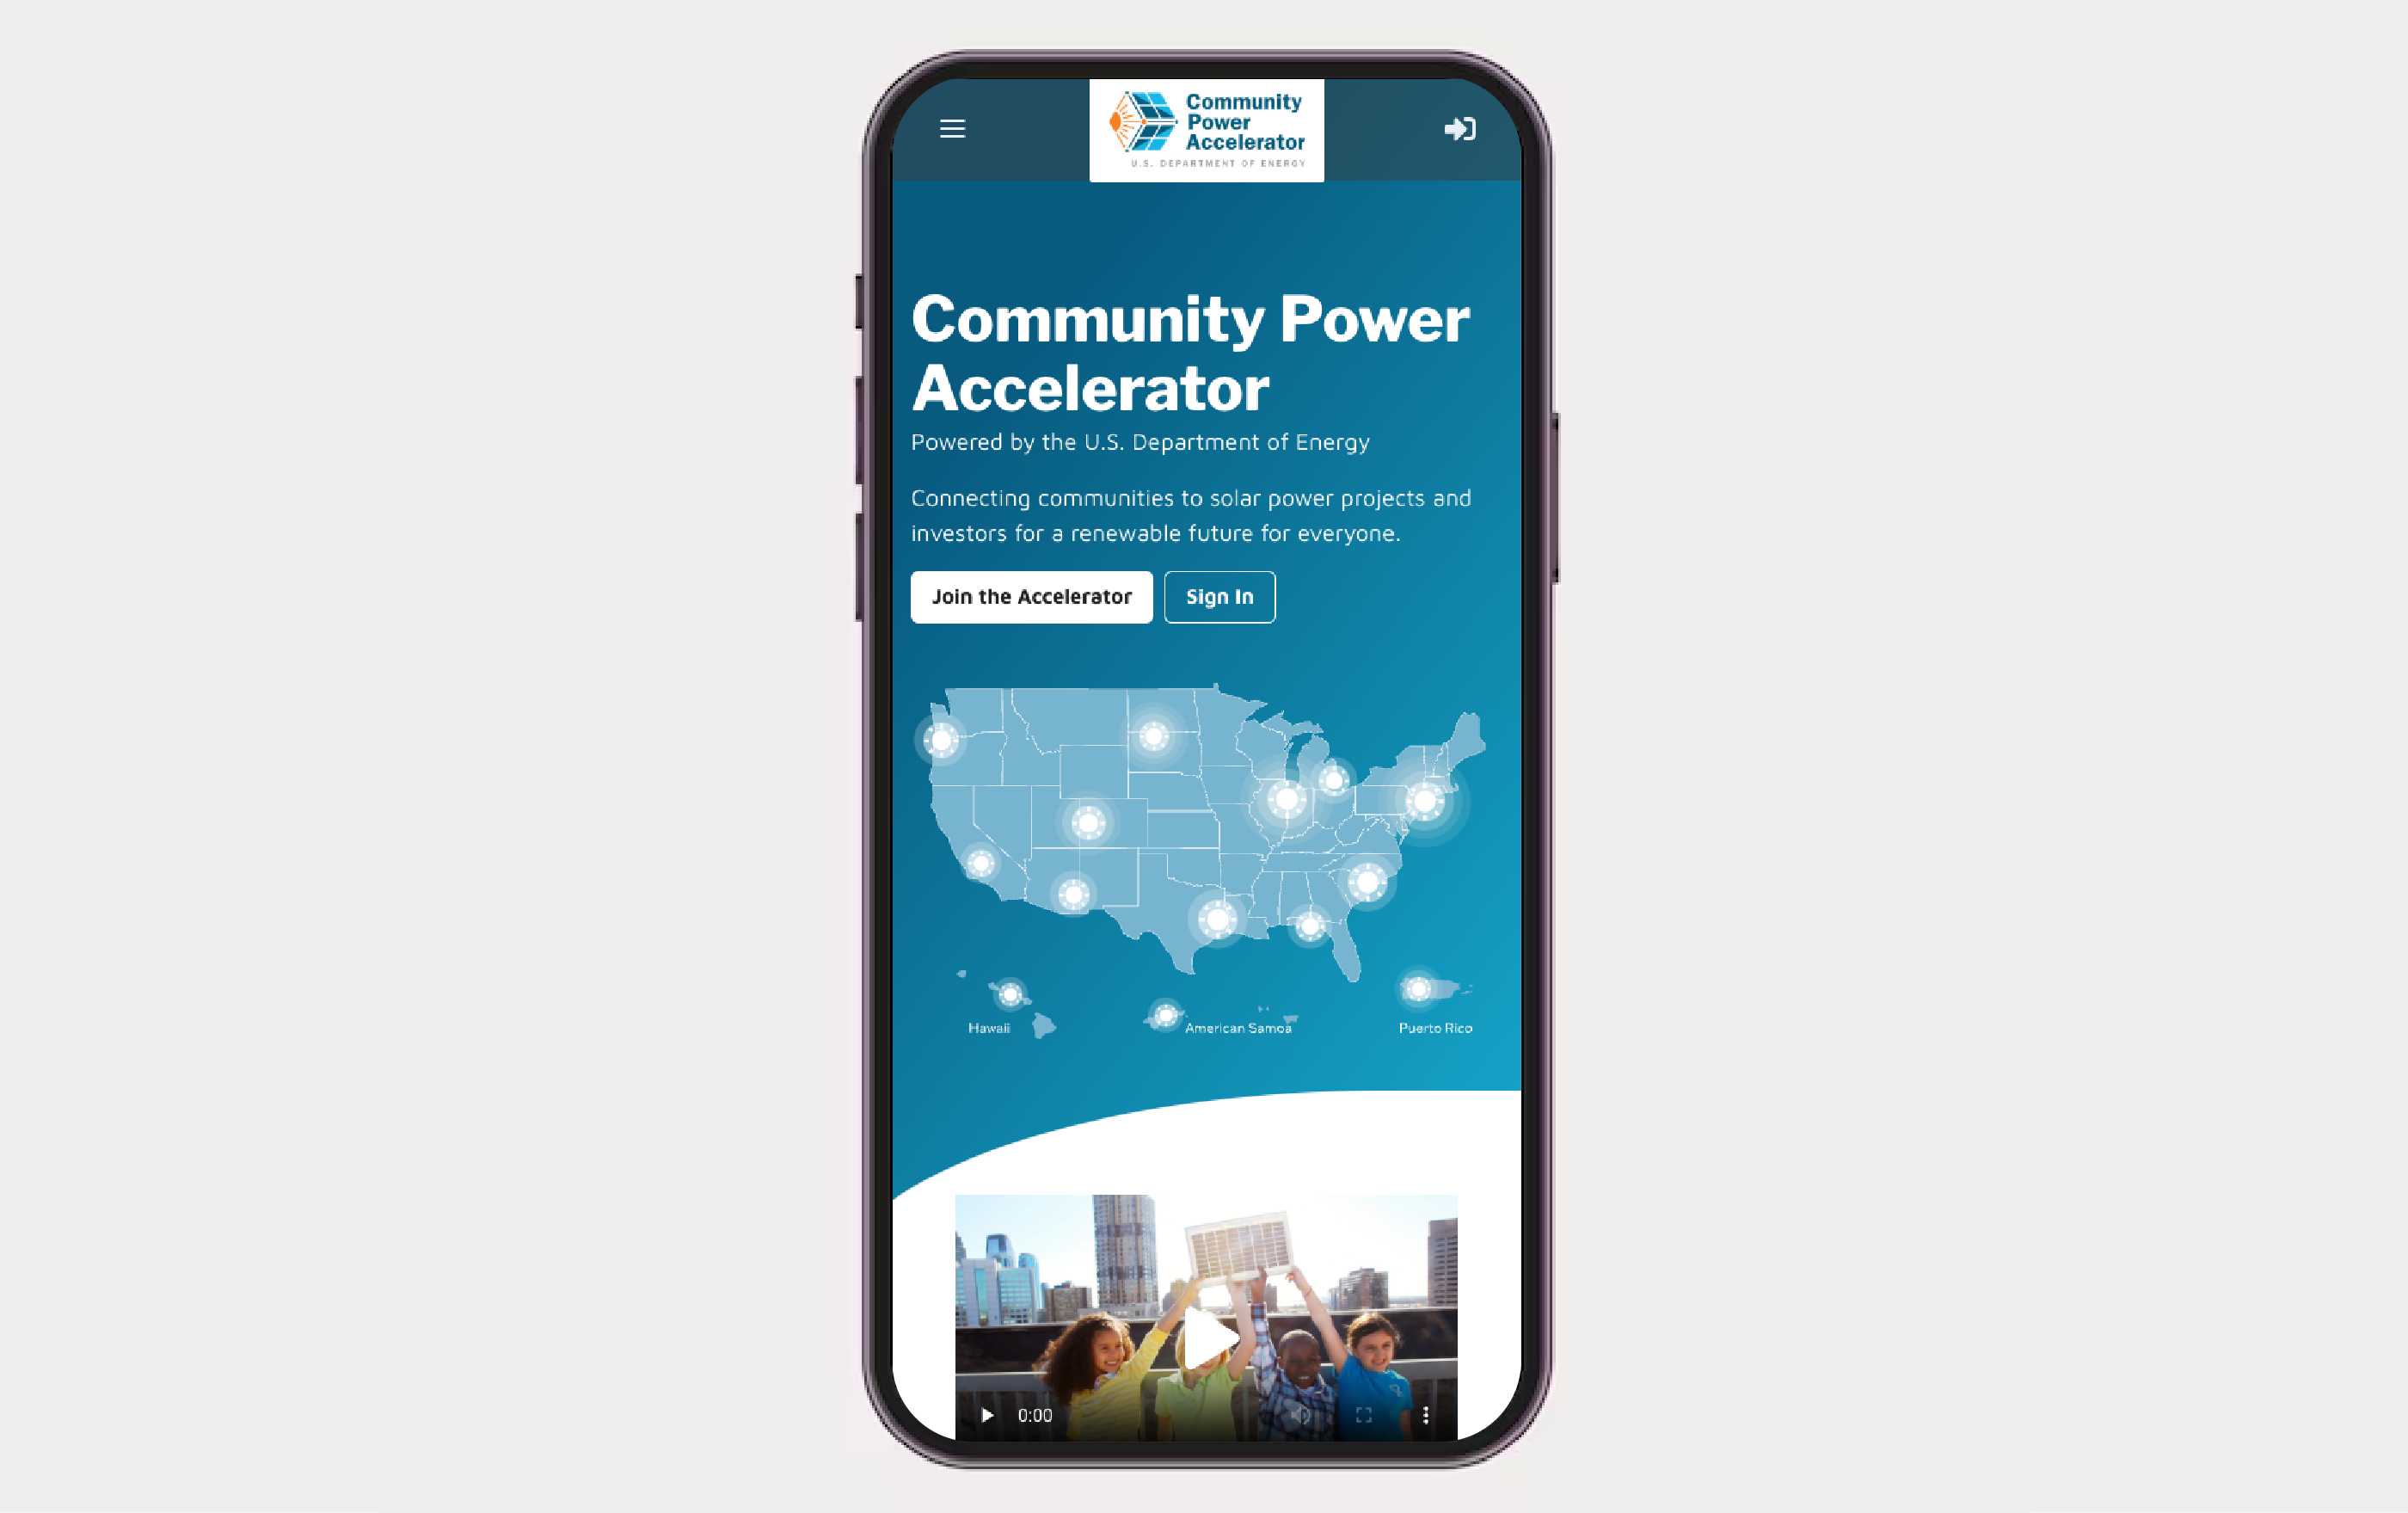 Community
Power
Accelerator
U.S. DEPARTMENT OF ENERGY
Community Power
Accelerator
Powered by the U.S. Department of Energy
Connecting communities to solar power projects and
investors for a renewable future for everyone.
Join the Accelerator
Sign In
Hawaii
American Samoa
Puerto Rico
0:00